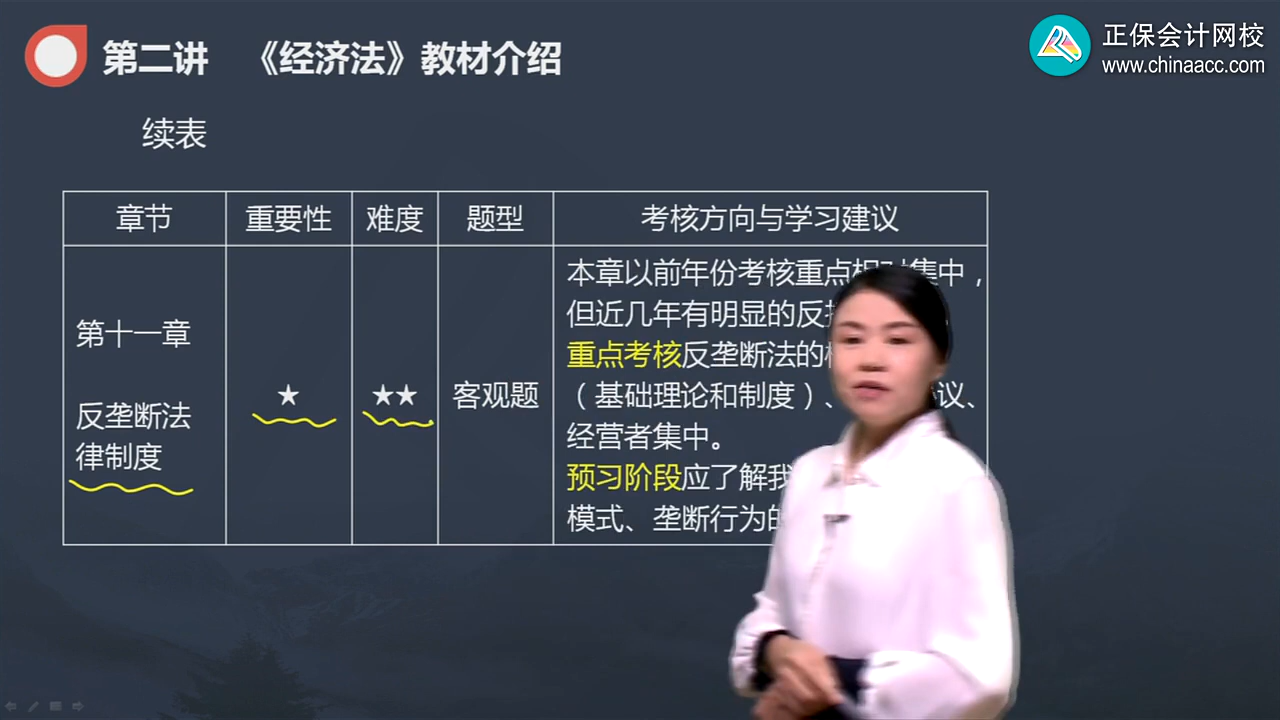 第二讲 《经济法》教材介绍
正保会计网校
www.chinaacc.com
续表
章节 重要性 难度 题型 考核方向与学习建议
第十一章
反垄断法
律制度
★ ★★ 客观题
本章以前年份考核重点相对集中，
但近几年有明显的反
重点考核反垄断法的
（基础理论和制度）、 议、
经营者集中。
预习阶段应了解我
模式、垄断行为的